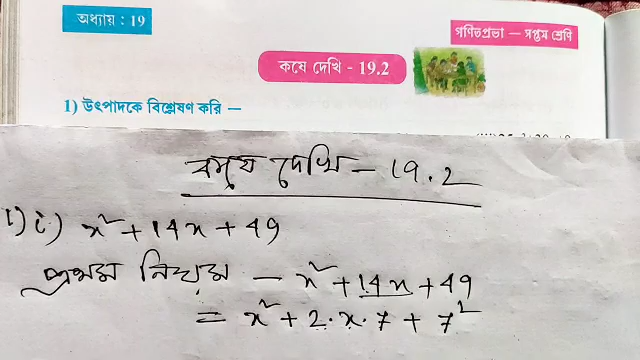 অধ্যায় : 19
গণিতপ্রভা — সপ্তম শ্রেণি
কষে দেখি - 19.2
1) উৎপাদকে বিশ্লেষণ করি —
কষে দেখি - 19.2
1) i) x² + 14x + 49
প্রথম নিয়ম - x² + 14x + 49
= x² + 2·x·7 + 7²